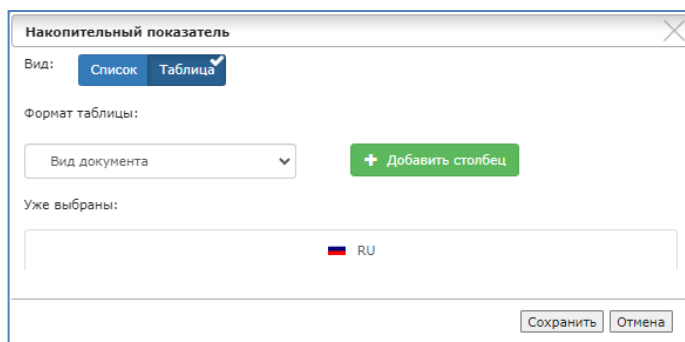 Накопительный показатель
Вид: Список Таблица
Формат таблицы:
Вид документа + Добавить столбец
Уже выбраны:
RU
Сохранить Отмена